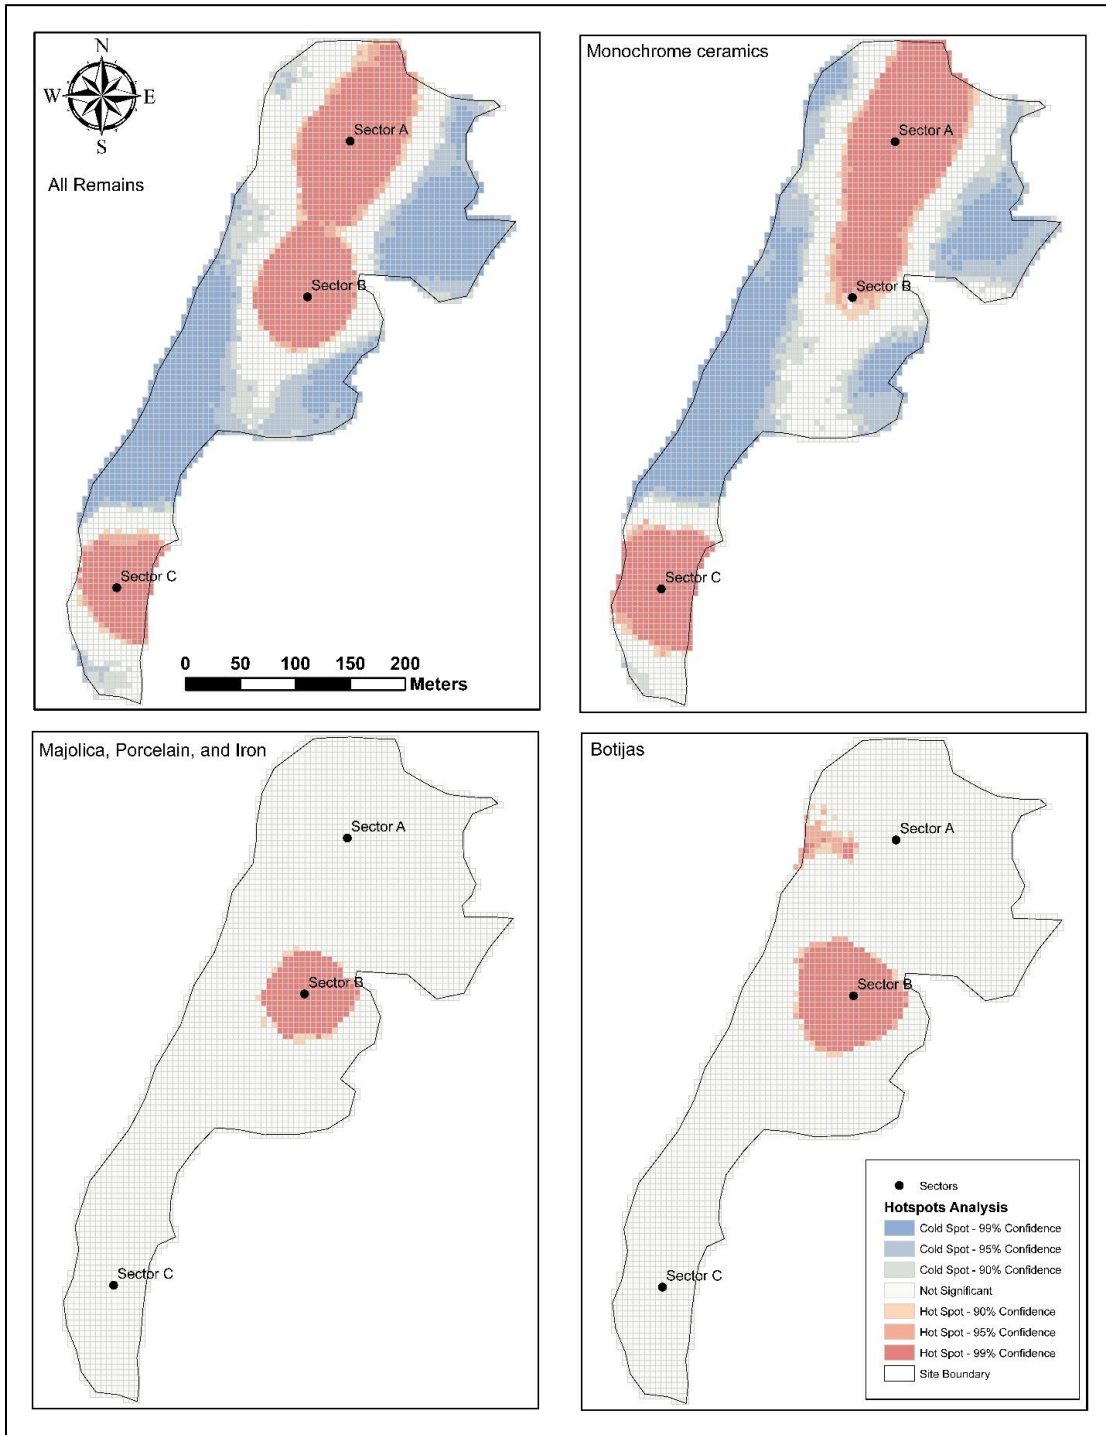 N
W E
S
All Remains
Sector A
Sector B
Sector C
0 50 100 150 200
Meters
Monochrome ceramics
Sector A
Sector B
Sector C
Majolica, Porcelain, and Iron
Sector A
Sector B
Sector C
Botijas
Sector A
Sector B
Sector C
Sectors
Hotspots Analysis
Cold Spot - 99% Confidence
Cold Spot - 95% Confidence
Cold Spot - 90% Confidence
Not Significant
Hot Spot - 90% Confidence
Hot Spot - 95% Confidence
Hot Spot - 99% Confidence
Site Boundary